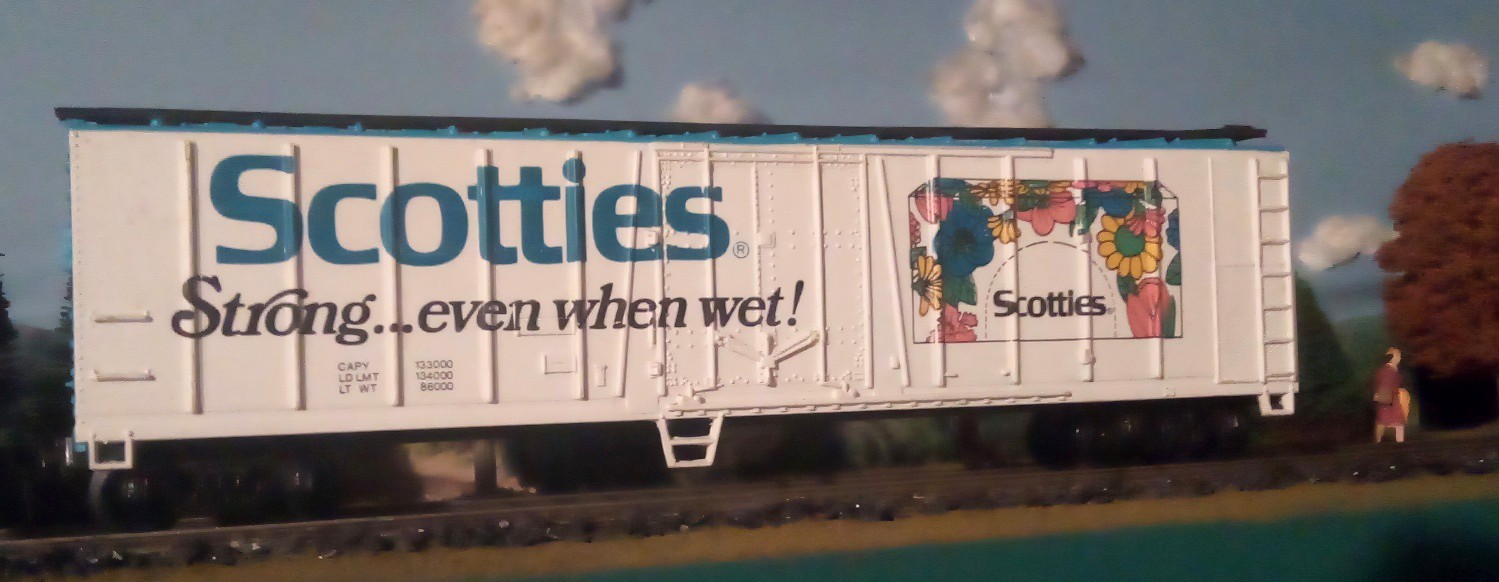 Scotties®
Strong...even when wet!
CAPY 133000
LD LMT 134000
LT WT 86000
Scotties®